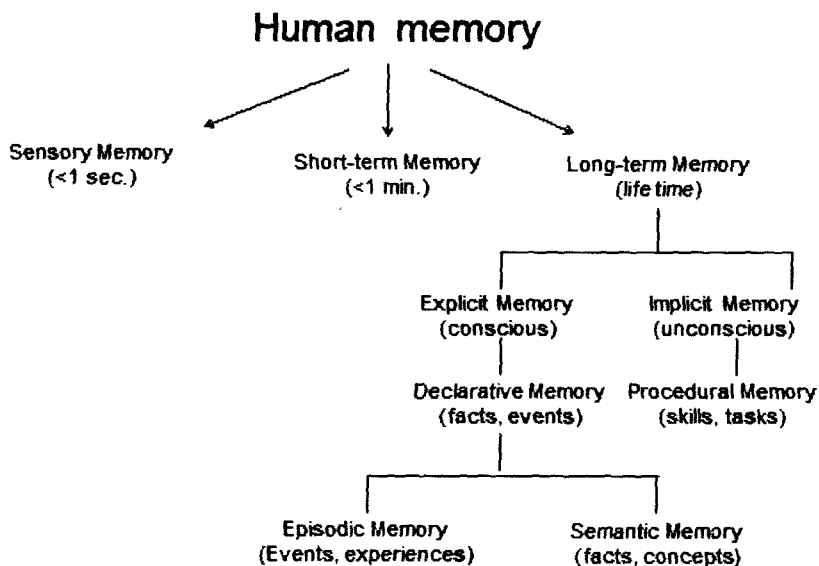 Human memory
Sensory Memory
(<1 sec.)
Short-term Memory
(<1 min.)
Long-term Memory
(life time)
Explicit Memory
(conscious)
Implicit Memory
(unconscious)
Declarative Memory
(facts, events)
Procedural Memory
(skills, tasks)
Episodic Memory
(Events, experiences)
Semantic Memory
(facts, concepts)